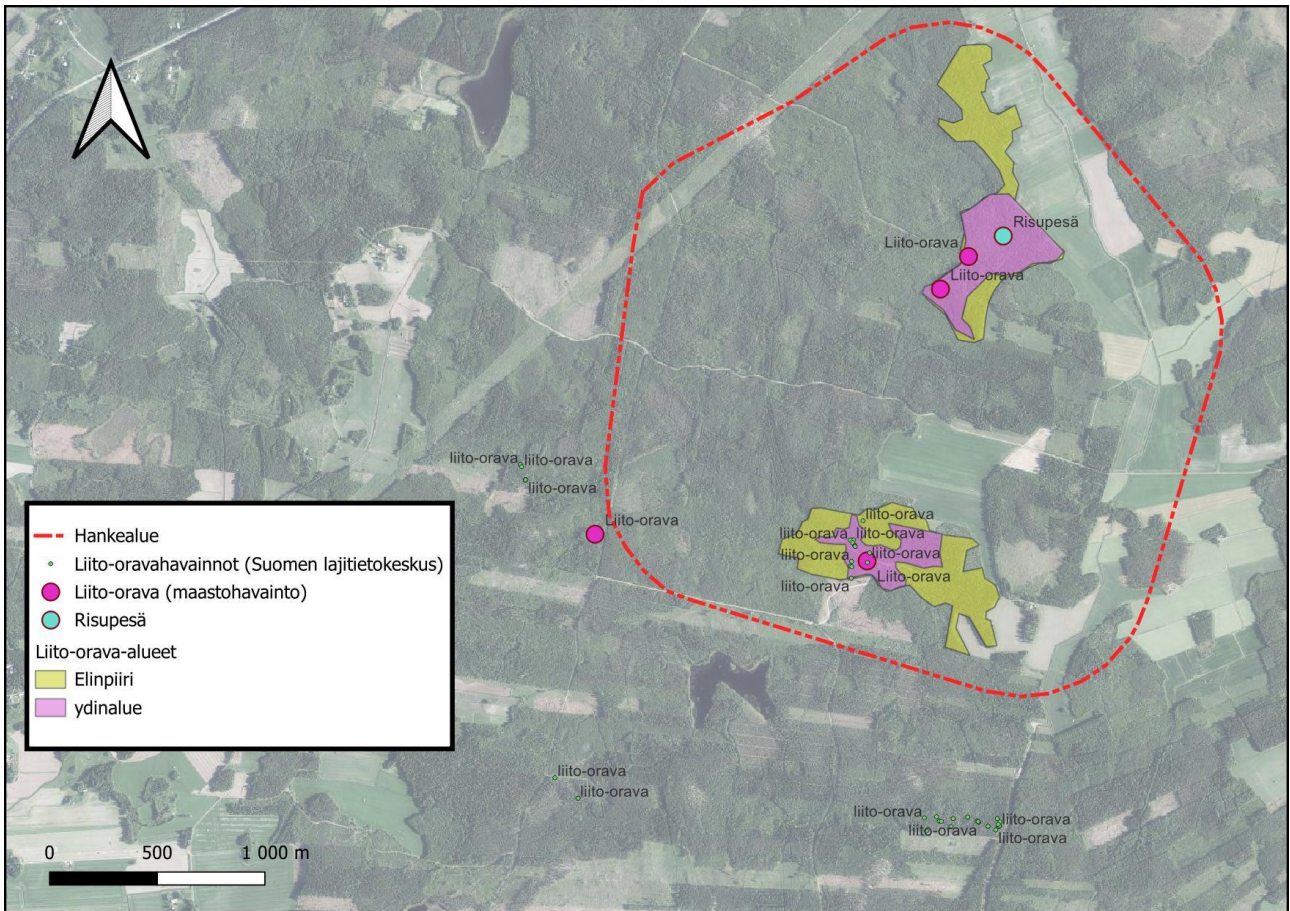 Risupesä
Liito-orava
Liito-orava
liito-orava
liito-orava
liito-orava
Liito-orava
liito-orava
liito-orava
liito-orava
liito-orava
liito-orava
Liito-orava
liito-orava
Hankealue
Liito-oravahavainnot (Suomen lajitietokeskus)
Liito-orava (maastohavainto)
Risupesä
Liito-orava-alueet
Elinpiiri
ydinalue
liito-orava
liito-orava
liito-orava
liito-orava
liito-orava
liito-orava
0 500 1 000 m